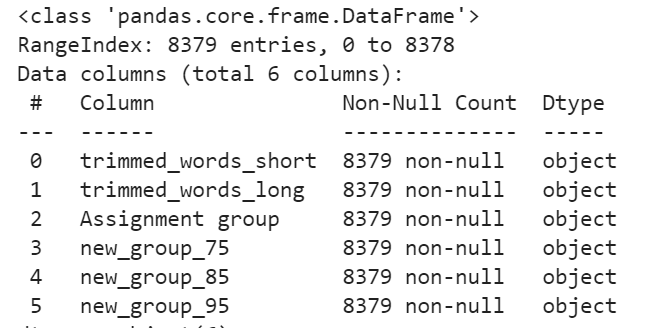 <class 'pandas.core.frame.DataFrame'>
RangeIndex: 8379 entries, 0 to 8378
Data columns (total 6 columns):
 #   Column              Non-Null Count  Dtype
---  ------              --------------  -----
 0   trimmed_words_short  8379 non-null   object
 1   trimmed_words_long   8379 non-null   object
 2   Assignment group     8379 non-null   object
 3   new_group_75         8379 non-null   object
 4   new_group_85         8379 non-null   object
 5   new_group_95         8379 non-null   object